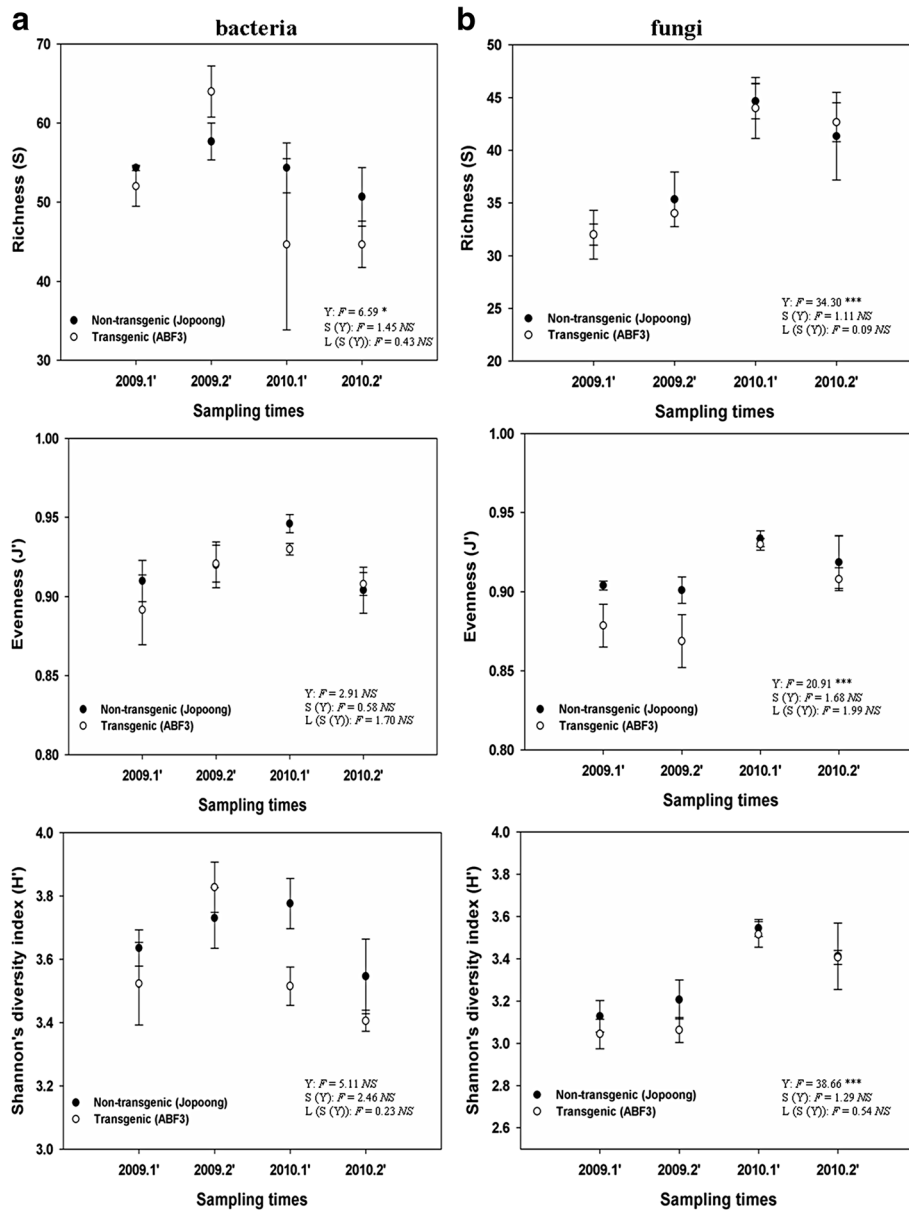 a
bacteria
70
60
50
40
30
Richness (S)
● Non-transgenic (Jopoong)
○ Transgenic (ABF3)
Y: F = 6.59 *
S (Y): F = 1.45 NS
L (S (Y)): F = 0.43 NS
2009.1' 2009.2' 2010.1' 2010.2'
Sampling times
b
fungi
50
45
40
35
30
25
20
Richness (S)
● Non-transgenic (Jopoong)
○ Transgenic (ABF3)
Y: F = 34.30 ***
S (Y): F = 1.11 NS
L (S (Y)): F = 0.09 NS
2009.1' 2009.2' 2010.1' 2010.2'
Sampling times
1.00
0.95
0.90
0.85
0.80
Evenness (J')
● Non-transgenic (Jopoong)
○ Transgenic (ABF3)
Y: F = 2.91 NS
S (Y): F = 0.58 NS
L (S (Y)): F = 1.70 NS
2009.1' 2009.2' 2010.1' 2010.2'
Sampling times
1.00
0.95
0.90
0.85
0.80
Evenness (J')
● Non-transgenic (Jopoong)
○ Transgenic (ABF3)
Y: F = 20.91 ***
S (Y): F = 1.68 NS
L (S (Y)): F = 1.99 NS
2009.1' 2009.2' 2010.1' 2010.2'
Sampling times
4.0
3.8
3.6
3.4
3.2
3.0
Shannon's diversity index (H')
● Non-transgenic (Jopoong)
○ Transgenic (ABF3)
Y: F = 5.11 NS
S (Y): F = 2.46 NS
L (S (Y)): F = 0.23 NS
2009.1' 2009.2' 2010.1' 2010.2'
Sampling times
4.0
3.8
3.6
3.4
3.2
3.0
2.8
2.6
Shannon's diversity index (H')
● Non-transgenic (Jopoong)
○ Transgenic (ABF3)
Y: F = 38.66 ***
S (Y): F = 1.29 NS
L (S (Y)): F = 0.54 NS
2009.1' 2009.2' 2010.1' 2010.2'
Sampling times